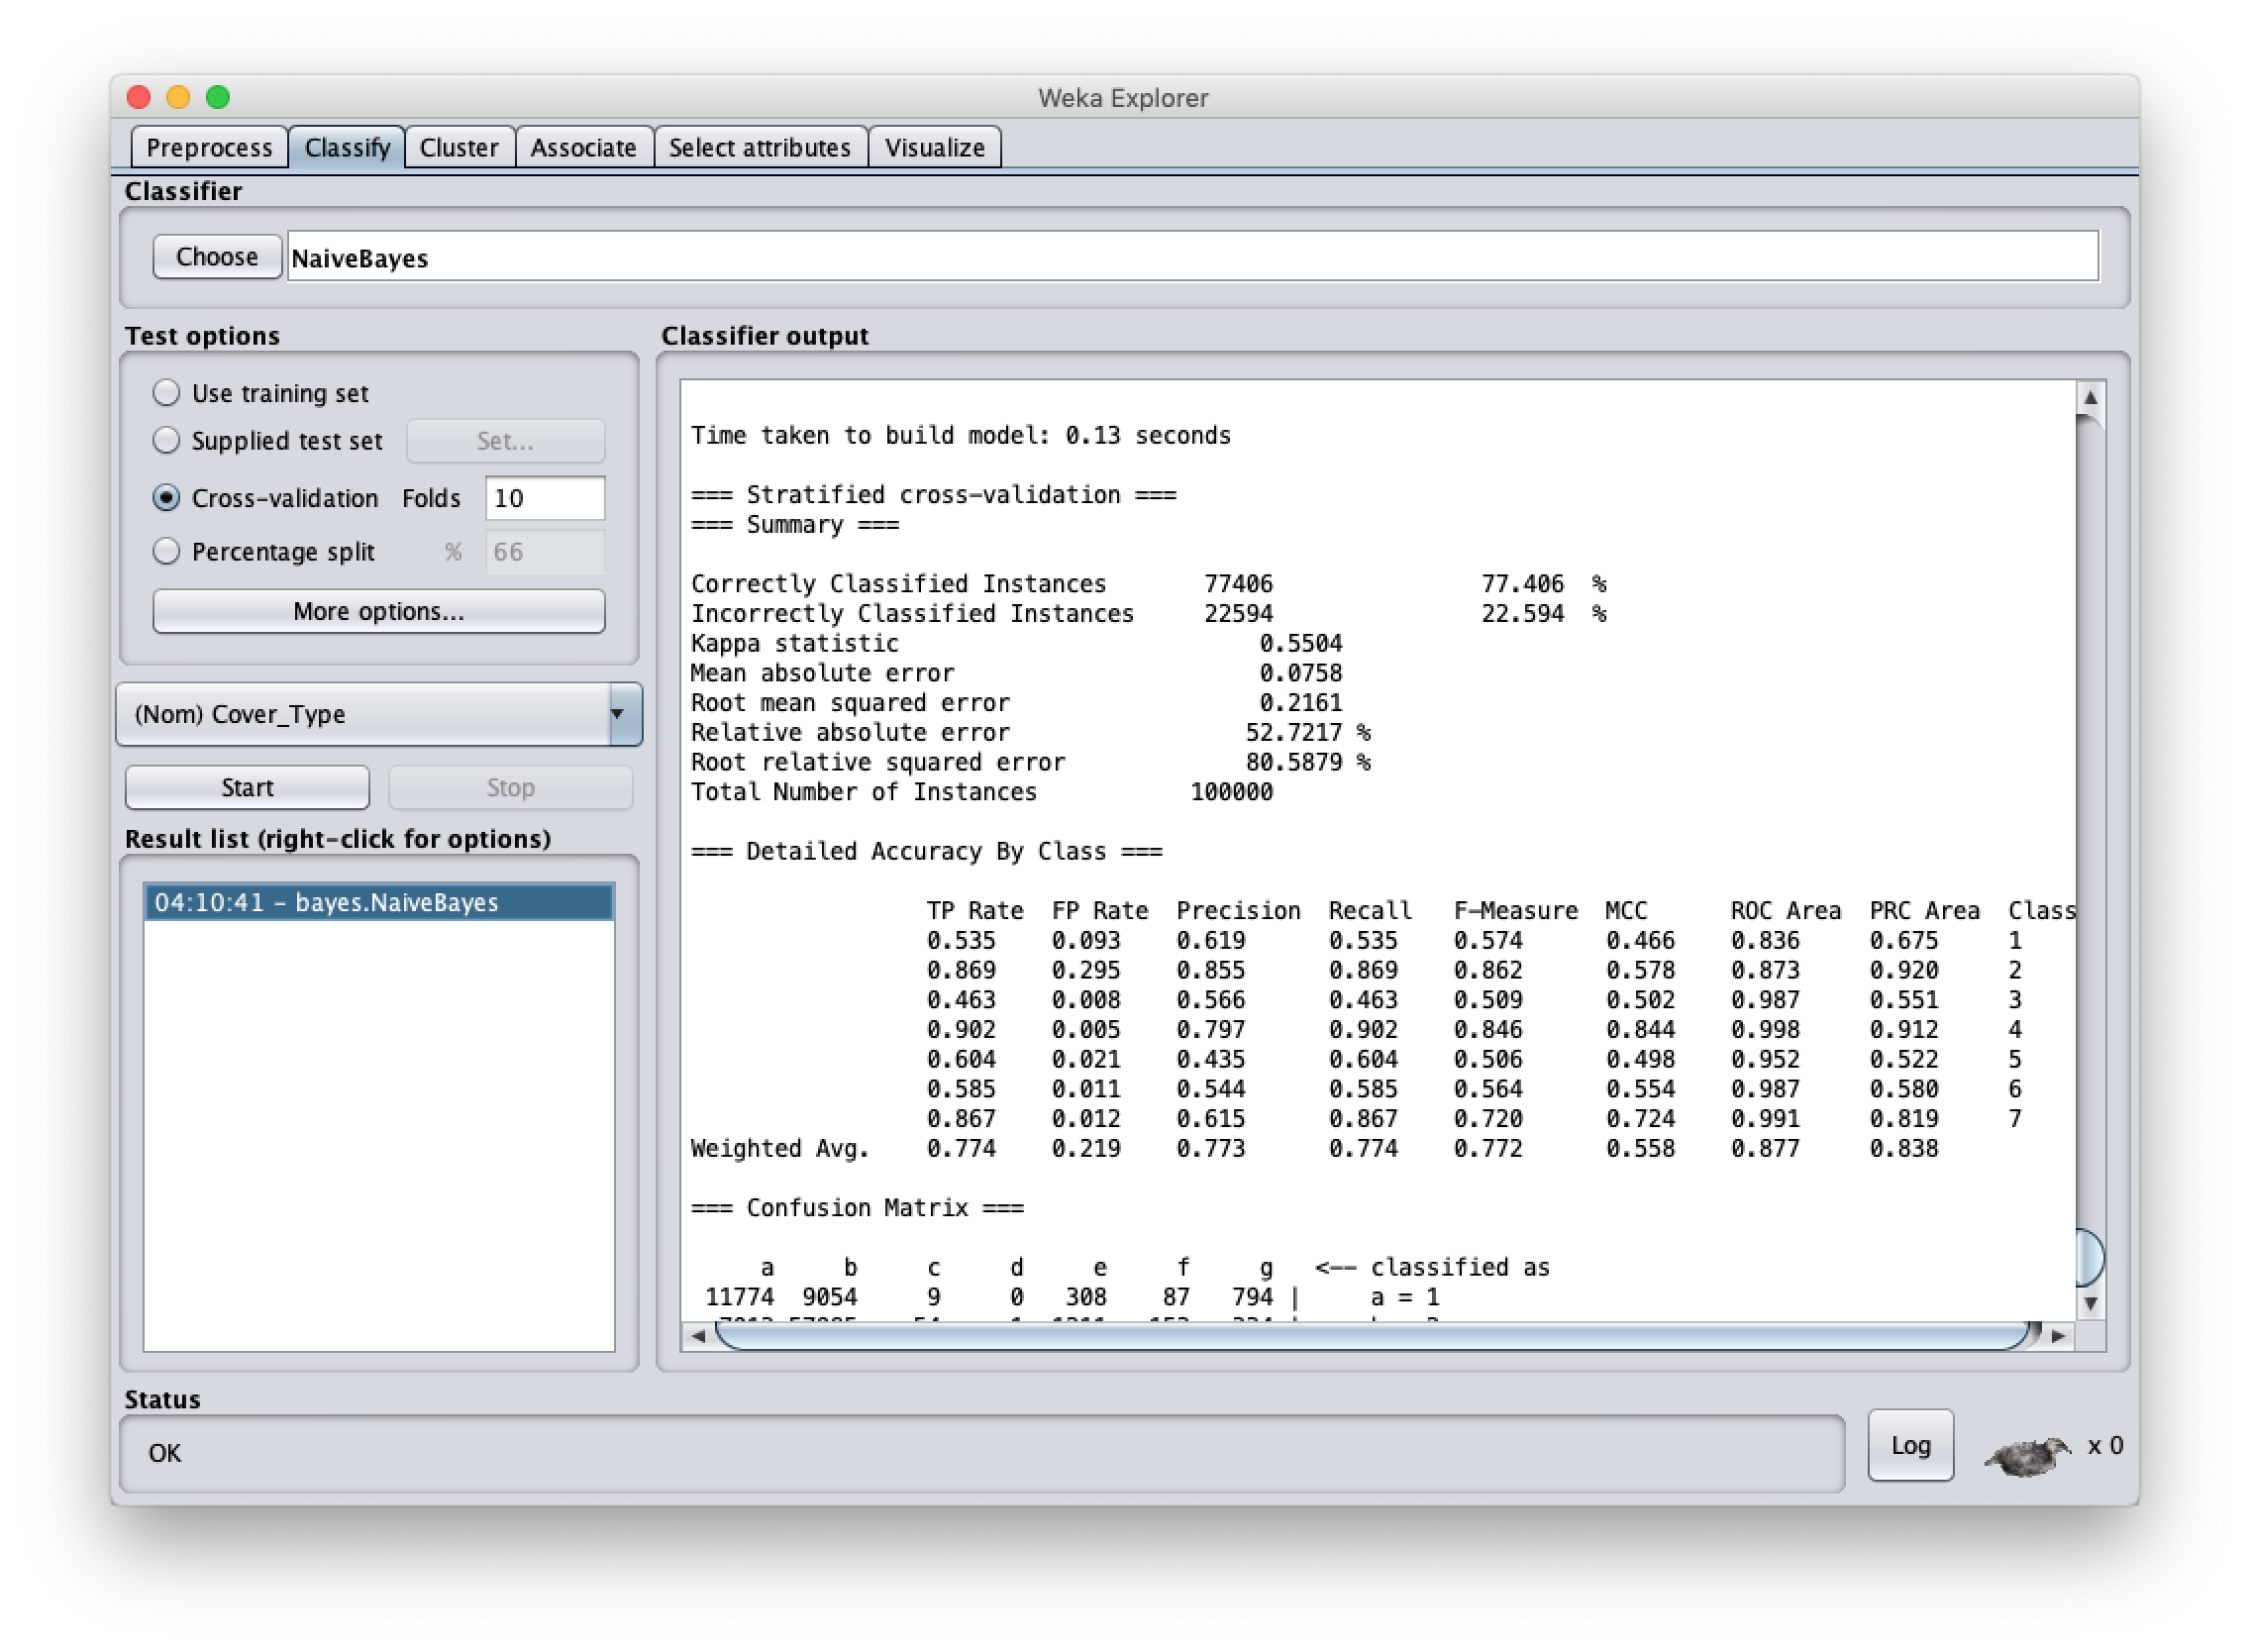 Weka Explorer
Preprocess Classify Cluster Associate Select attributes Visualize
Classifier
Choose NaiveBayes
Test options
Use training set
Supplied test set Set...
Cross-validation Folds 10
Percentage split % 66
More options...
(Nom) Cover_Type
Start Stop
Result list (right-click for options)
04:10:41 - bayes.NaiveBayes
Classifier output
Time taken to build model: 0.13 seconds
=== Stratified cross-validation ===
=== Summary ===
Correctly Classified Instances 77406 77.406 %
Incorrectly Classified Instances 22594 22.594 %
Kappa statistic 0.5504
Mean absolute error 0.0758
Root mean squared error 0.2161
Relative absolute error 52.7217 %
Root relative squared error 80.5879 %
Total Number of Instances 100000
=== Detailed Accuracy By Class ===
TP Rate FP Rate Precision Recall F-Measure MCC ROC Area PRC Area Class
0.535 0.093 0.619 0.535 0.574 0.466 0.836 0.675 1
0.869 0.295 0.855 0.869 0.862 0.578 0.873 0.920 2
0.463 0.008 0.566 0.463 0.509 0.502 0.987 0.551 3
0.902 0.005 0.797 0.902 0.846 0.844 0.998 0.912 4
0.604 0.021 0.435 0.604 0.506 0.498 0.952 0.522 5
0.585 0.011 0.544 0.585 0.564 0.554 0.987 0.580 6
0.867 0.012 0.615 0.867 0.720 0.724 0.991 0.819 7
Weighted Avg. 0.774 0.219 0.773 0.774 0.772 0.558 0.877 0.838
=== Confusion Matrix ===
a b c d e f g <-- classified as
11774 9054 9 0 308 87 794 | a = 1
Status
OK
Log
x 0